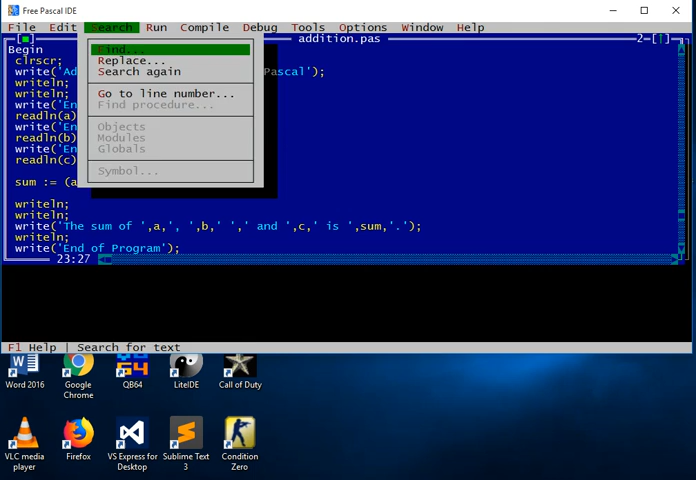 Free Pascal IDE
File Edit Search Run Compile Debug Tools Options Window Help
addition.pas 2-[↑]
Begin
clrscr;
write('Ad
Pascal');
writeln;
writeln;
write('En
readln(a)
write('En
readln(b)
write('En
readln(c)
sum := (a
writeln;
writeln;
write('The sum of ',a,', ',b,' ',' and ',c,' is ',sum,'.');
writeln;
write('End of Program');
23:27
Find...
Replace...
Search again
Go to line number...
Find procedure...
Objects
Modules
Globals
Symbol...
F1 Help | Search for text
Word 2016
Google Chrome
QB64
LiteIDE
Call of Duty
VLC media player
Firefox
VS Express for Desktop
Sublime Text 3
Condition Zero